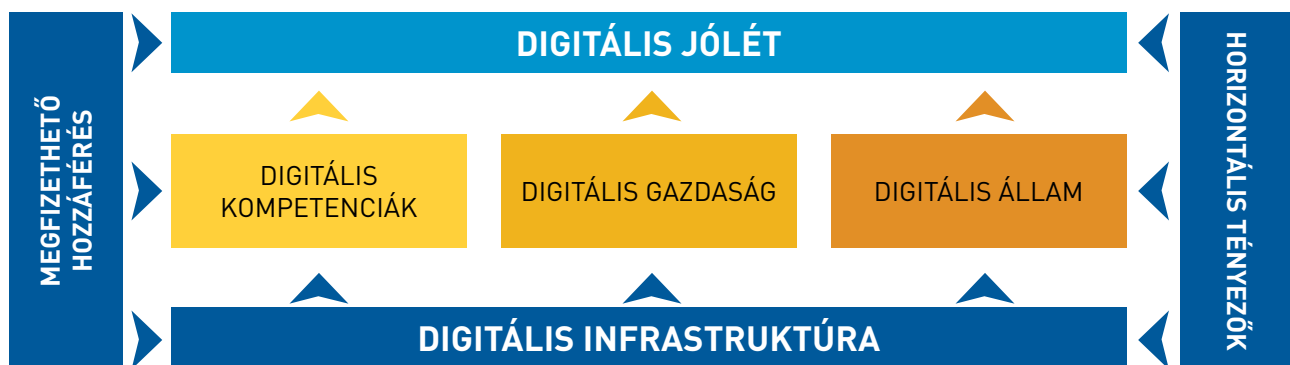 MEGFIZETHETŐ
HOZZÁFÉRÉS
DIGITÁLIS JÓLÉT
DIGITÁLIS
KOMPETENCIÁK
DIGITÁLIS GAZDASÁG
DIGITÁLIS ÁLLAM
DIGITÁLIS INFRASTRUKTÚRA
HORIZONTÁLIS TÉNYEZŐK